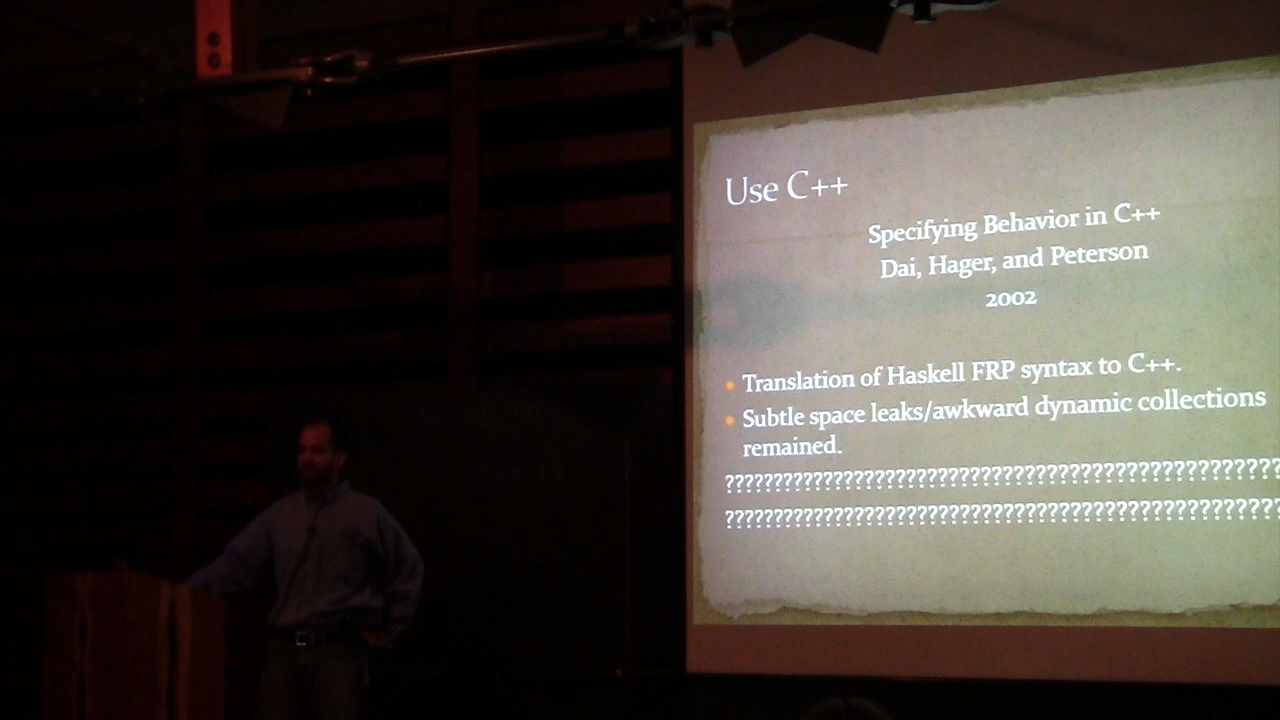 Use C++
Specifying Behavior in C++
Dai, Hager, and Peterson
2002
• Translation of Haskell FRP syntax to C++.
• Subtle space leaks/awkward dynamic collections
remained.
?????????????????????????????????????????????????????????
?????????????????????????????????????????????????????????